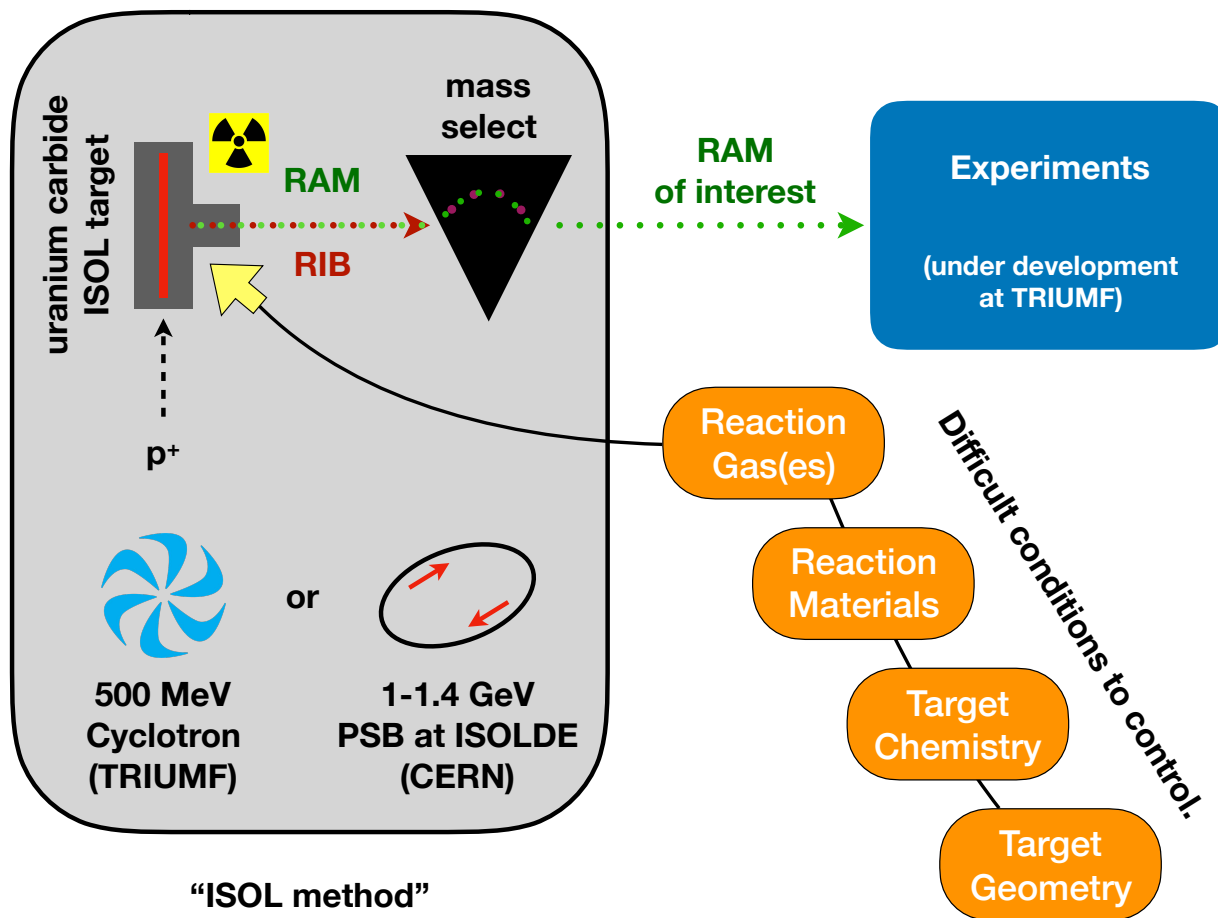 uranium carbide
ISOL target
mass
select
RAM
RIB
p+
or
500 MeV
Cyclotron
(TRIUMF)
1-1.4 GeV
PSB at ISOLDE
(CERN)
“ISOL method”
RAM
of interest
Experiments
(under development
at TRIUMF)
Reaction
Gas(es)
Reaction
Materials
Target
Chemistry
Target
Geometry
Difficult conditions to control.